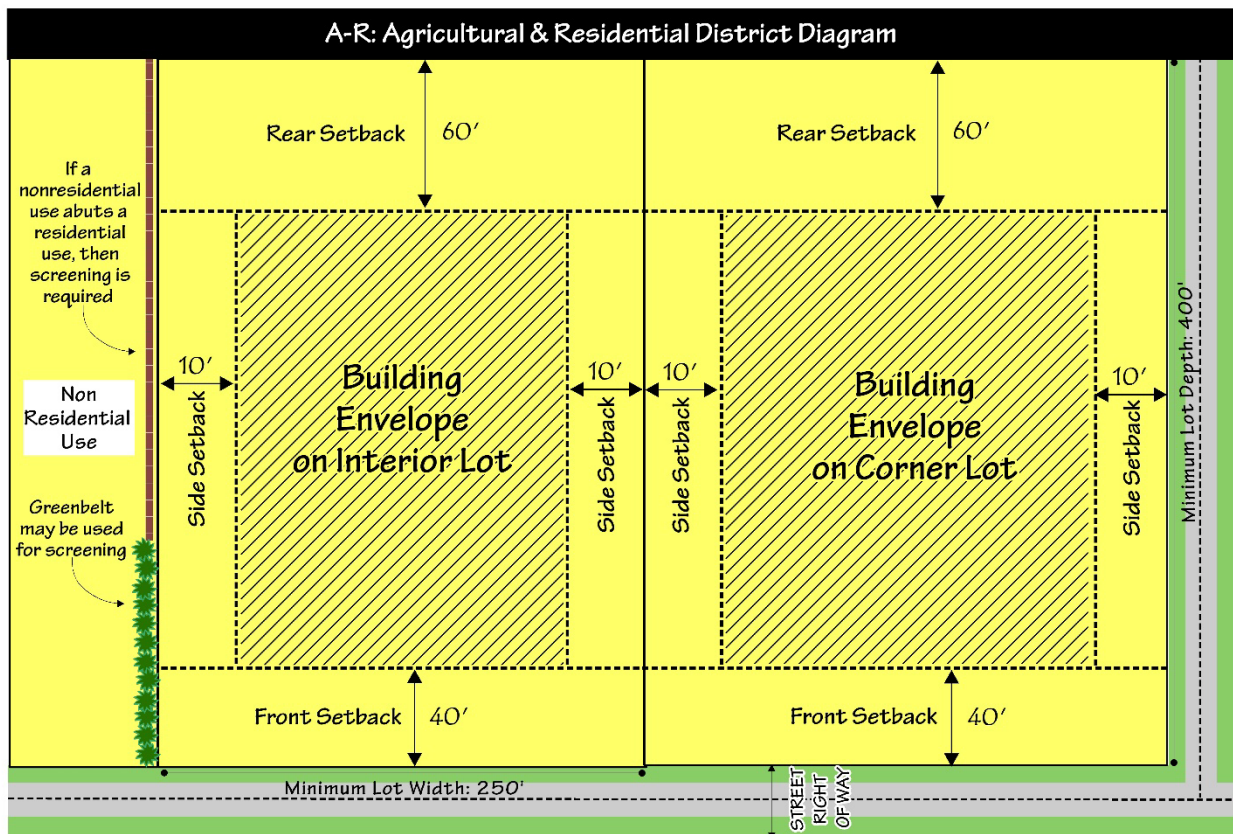 A-R: Agricultural & Residential District Diagram
Rear Setback 60'
Rear Setback 60'
If a
nonresidential
use abuts a
residential
use, then
screening is
required
Non
Residential
Use
Greenbelt
may be used
for screening
10'
Side Setback
Building
Envelope
on Interior Lot
10'
Side Setback
10'
Side Setback
Building
Envelope
on Corner Lot
10'
Side Setback
Minimum Lot Depth: 400'
Front Setback 40'
Front Setback 40'
Minimum Lot Width: 250'
STREET
RIGHT
OF WAY